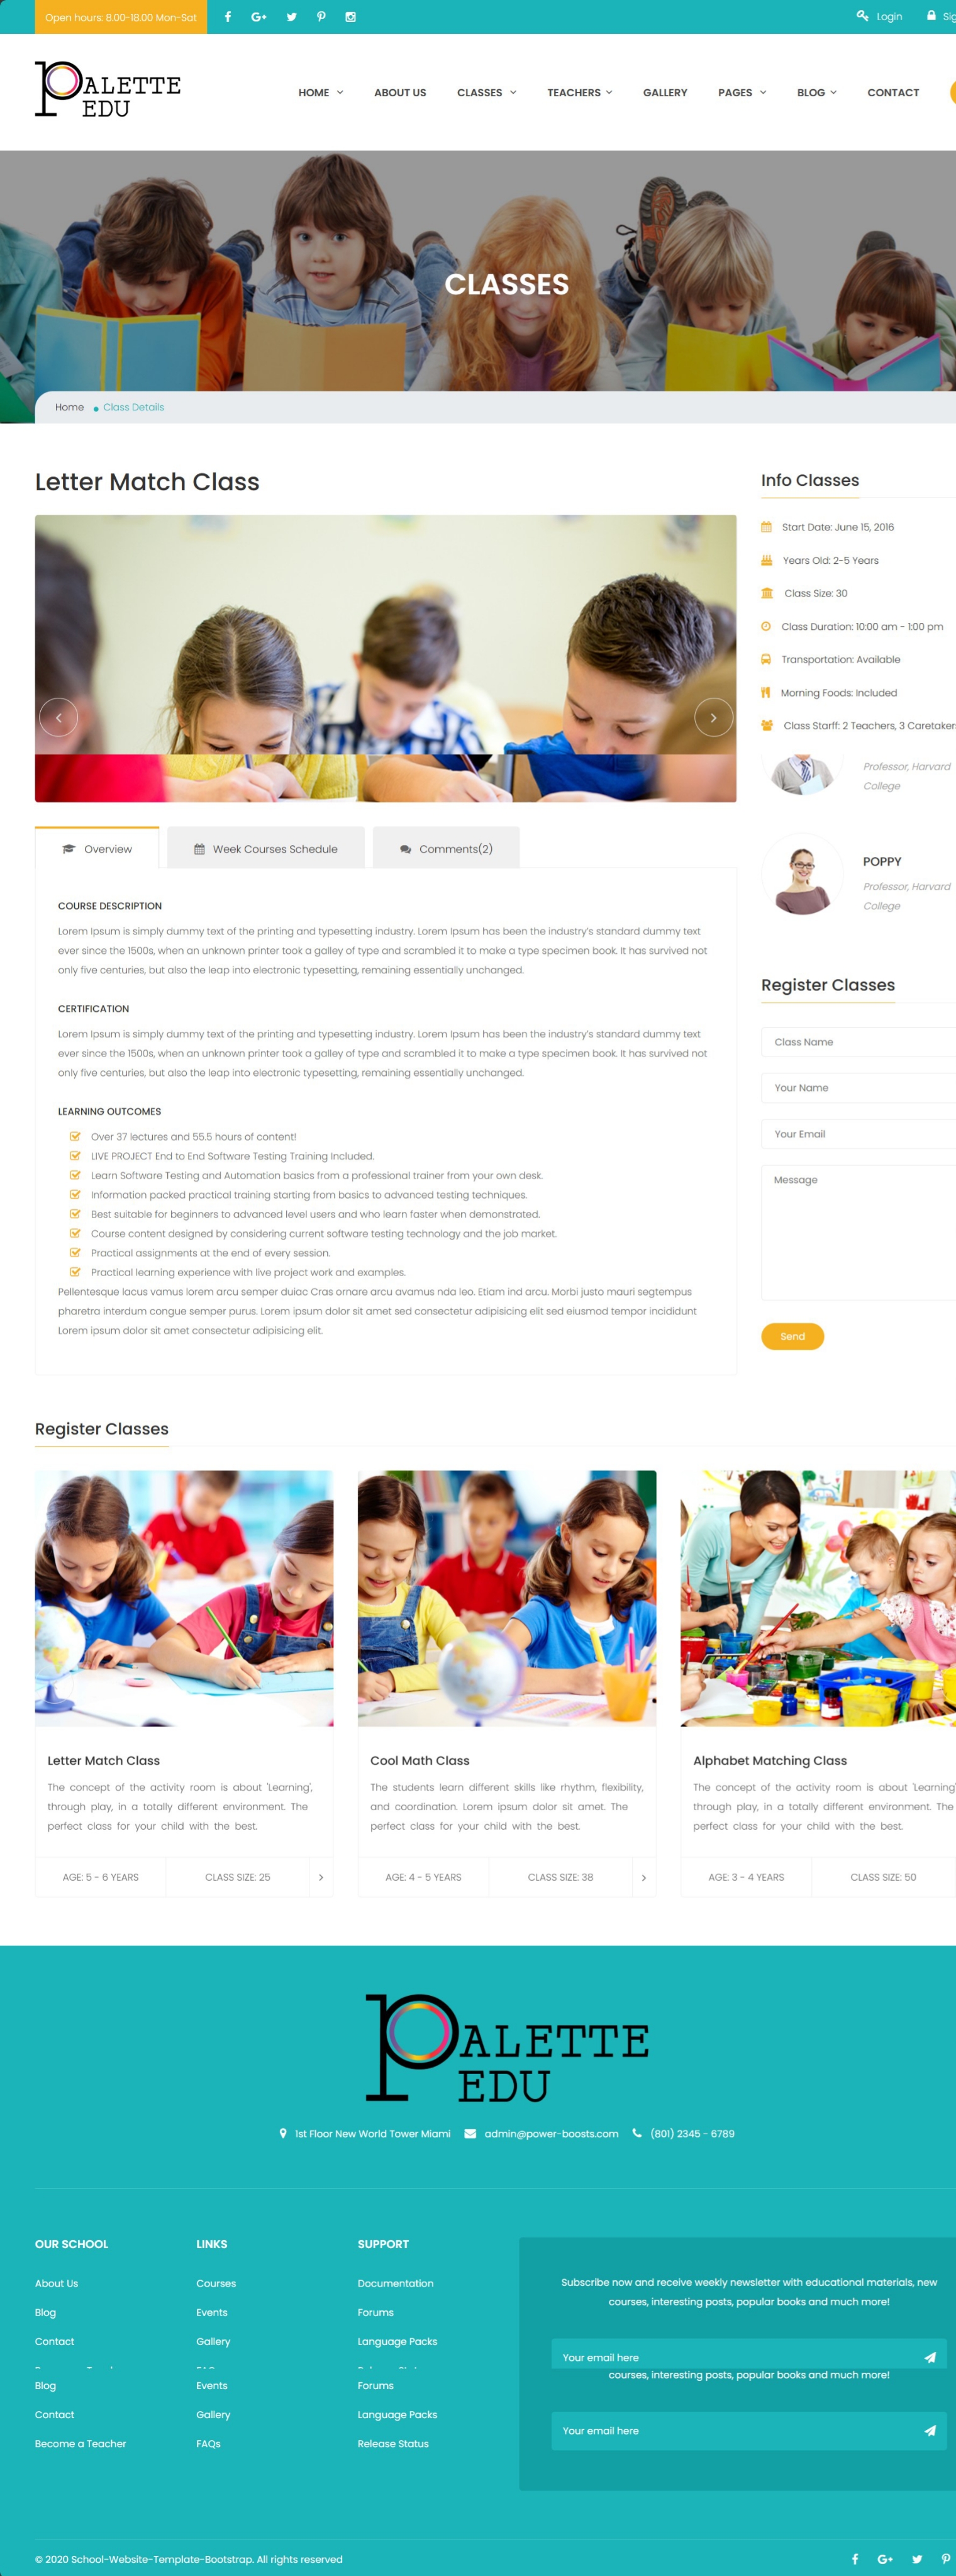 Open hours: 8.00-18.00 Mon-Sat
Login
PALETTE
EDU
HOME
ABOUT US
CLASSES
TEACHERS
GALLERY
PAGES
BLOG
CONTACT
CLASSES
Home
Class Details
Letter Match Class
Overview
Week Courses Schedule
Comments(2)
COURSE DESCRIPTION
Lorem Ipsum is simply dummy text of the printing and typesetting industry. Lorem Ipsum has been the industry's standard dummy text
ever since the 1500s, when an unknown printer took a galley of type and scrambled it to make a type specimen book. It has survived not
only five centuries, but also the leap into electronic typesetting, remaining essentially unchanged.
CERTIFICATION
Lorem Ipsum is simply dummy text of the printing and typesetting industry. Lorem Ipsum has been the industry's standard dummy text
ever since the 1500s, when an unknown printer took a galley of type and scrambled it to make a type specimen book. It has survived not
only five centuries, but also the leap into electronic typesetting, remaining essentially unchanged.
LEARNING OUTCOMES
Over 37 lectures and 55.5 hours of content!
LIVE PROJECT End to End Software Testing Training Included.
Learn Software Testing and Automation basics from a professional trainer from your own desk.
Information packed practical training starting from basics to advanced testing techniques.
Best suitable for beginners to advanced level users and who learn faster when demonstrated.
Course content designed by considering current software testing technology and the job market.
Practical assignments at the end of every session.
Practical learning experience with live project work and examples.
Pellentesque lacus vamus lorem arcu semper duiac Cras ornare arcu avamus nda leo. Etiam ind arcu. Morbi justo mauri segtempus
pharetra interdum congue semper purus. Lorem ipsum dolor sit amet sed consectetur adipisicing elit sed eiusmod tempor incididunt
Lorem ipsum dolor sit amet consectetur adipisicing elit.
Info Classes
Start Date: June 15, 2016
Years Old: 2-5 Years
Class Size: 30
Class Duration: 10:00 am - 1:00 pm
Transportation: Available
Morning Foods: Included
Class Starff: 2 Teachers, 3 Caretaker
Professor, Harvard
College
POPPY
Professor, Harvard
College
Register Classes
Class Name
Your Name
Your Email
Message
Send
Register Classes
Letter Match Class
The concept of the activity room is about 'Learning',
through play, in a totally different environment. The
perfect class for your child with the best.
AGE: 5 - 6 YEARS
CLASS SIZE: 25
Cool Math Class
The students learn different skills like rhythm, flexibility,
and coordination. Lorem ipsum dolor sit amet. The
perfect class for your child with the best.
AGE: 4 - 5 YEARS
CLASS SIZE: 38
Alphabet Matching Class
The concept of the activity room is about 'Learning'
through play, in a totally different environment. The
perfect class for your child with the best.
AGE: 3 - 4 YEARS
CLASS SIZE: 50
PALETTE
EDU
1st Floor New World Tower Miami
admin@power-boosts.com
(801) 2345 - 6789
OUR SCHOOL
About Us
Blog
Contact
Blog
Contact
Become a Teacher
LINKS
Courses
Events
Gallery
Events
Gallery
FAQs
SUPPORT
Documentation
Forums
Language Packs
Forums
Language Packs
Release Status
Subscribe now and receive weekly newsletter with educational materials, new
courses, interesting posts, popular books and much more!
Your email here
courses, interesting posts, popular books and much more!
Your email here
© 2020 School-Website-Template-Bootstrap. All rights reserved